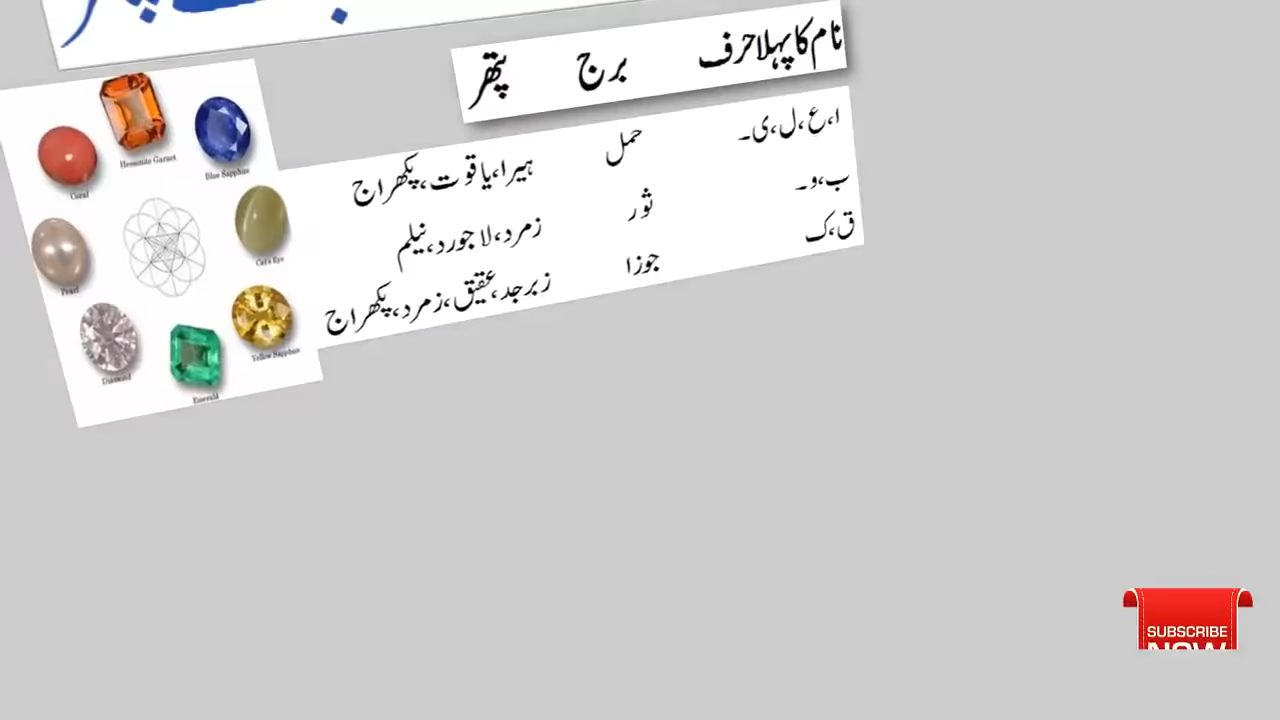 نام کا پہلا حرف برج پتھر
ا،ع،ل،ی۔ حمل ہیرا،یاقوت،پکھراج
ب،و۔ ثور زمرد،لاجورد،نیلم
ق،ک جوزا زبرجد،عقیق،زمرد،پکھراج
Hessonite Garnet
Blue Sapphire
Coral
Cat's Eye
Pearl
Yellow Sapphire
Diamond
Emerald
SUBSCRIBE
NOW